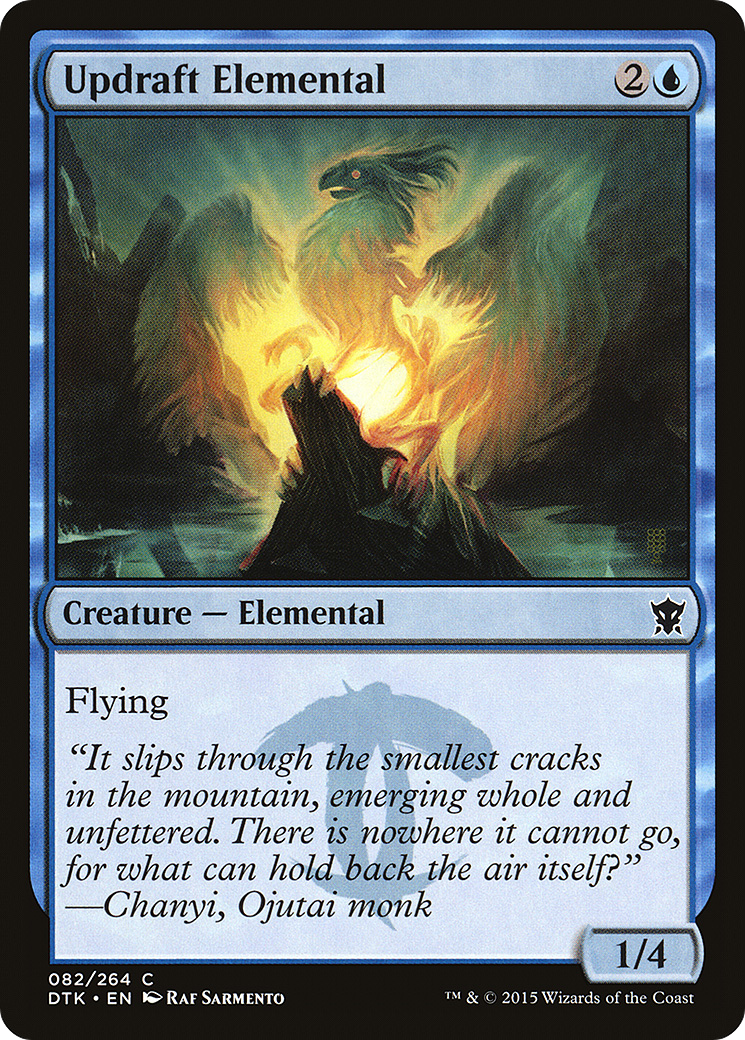 Updraft Elemental
2
Creature — Elemental
Flying
“It slips through the smallest cracks
in the mountain, emerging whole and
unfettered. There is nowhere it cannot go,
for what can hold back the air itself?”
—Chanyi, Ojutai monk
1/4
082/264 C
DTK • EN Raf Sarmento
™ & © 2015 Wizards of the Coast